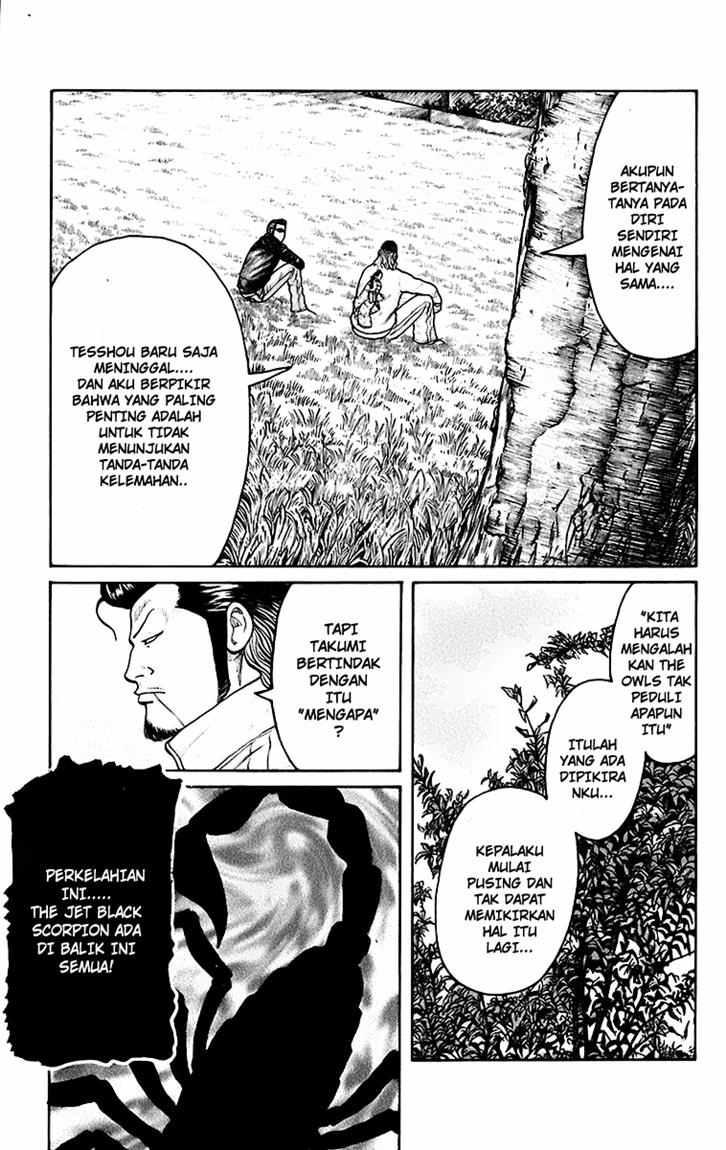 AKUPUN
BERTANYA-
TANYA PADA
DIRI
SENDIRI
MENGENAI
HAL YANG
SAMA....
TESSHOU BARU SAJA
MENINGGAL....
DAN AKU BERPIKIR
BAHWA YANG PALING
PENTING ADALAH
UNTUK TIDAK
MENUNJUKAN
TANDA-TANDA
KELEMAHAN..
"KITA
HARUS
MENGALAH
KAN THE
OWLS TAK
PEDULI
APAPUN
ITU"
ITULAH
YANG ADA
DIPIKIRA
NKU...
KEPALAKU
MULAI
PUSING DAN
TAK DAPAT
MEMIKIRKAN
HAL ITU
LAGI...
TAPI
TAKUMI
BERTINDAK
DENGAN
ITU
"MENGAPA"
?
PERKELAHIAN
INI.....
THE JET BLACK
SCORPION ADA
DI BALIK INI
SEMUA!